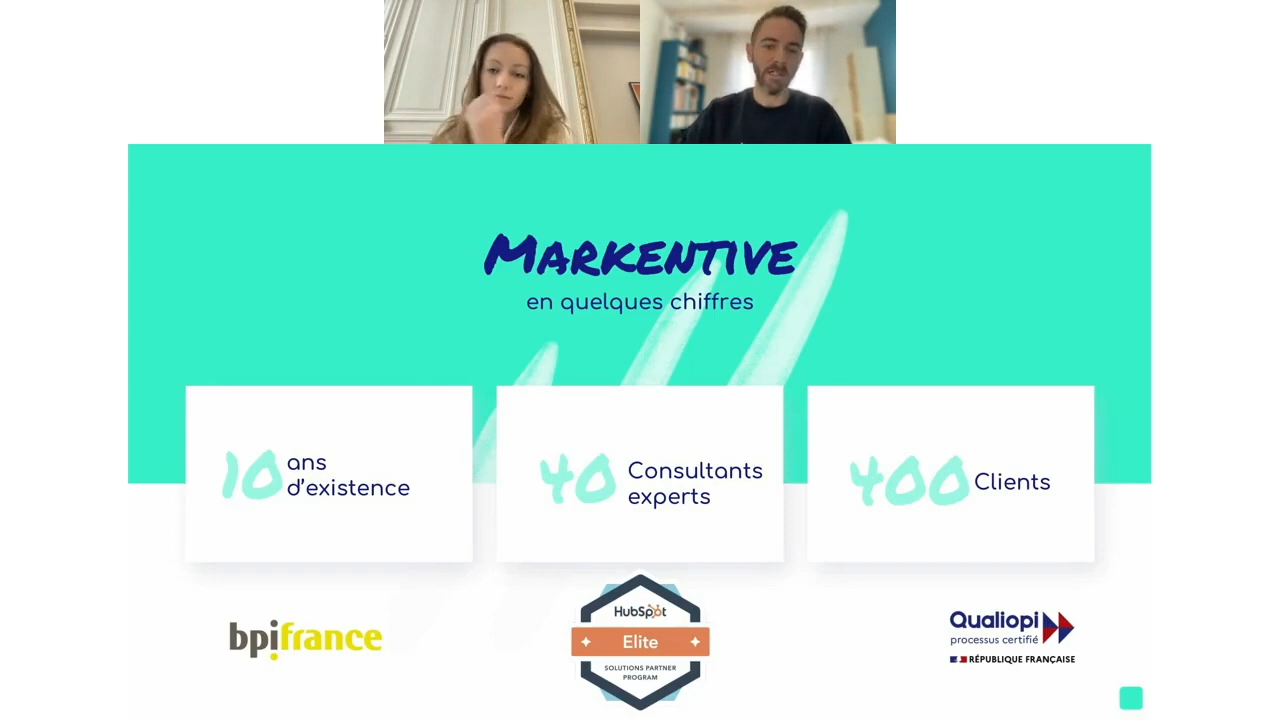 MARKENTIVE
en quelques chiffres
10 ans
d'existence
40 Consultants
experts
400 Clients
bpifrance
HubSpot
Elite
SOLUTIONS PARTNER
PROGRAM
Qualiopi
processus certifié
RÉPUBLIQUE FRANÇAISE